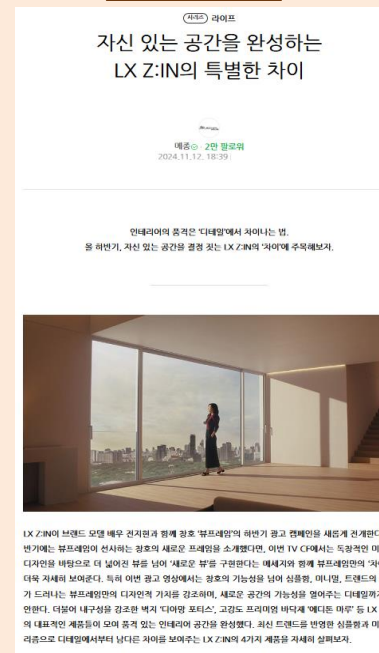 시리즈 라이프
자신 있는 공간을 완성하는
LX Z:IN의 특별한 차이
메종 · 2만 팔로워
2024.11.12. 18:39
인테리어의 품격은 '디테일'에서 차이나는 법.
올 하반기, 자신 있는 공간을 결정 짓는 LX Z:IN의 '차이'에 주목해보자.
LX Z:IN이 브랜드 모델 배우 전지현과 함께 창호 '뷰프레임'의 하반기 광고 캠페인을 새롭게 전개한다
반기에는 뷰프레임이 선사하는 창호의 새로운 프레임을 소개했다면, 이번 TV CF에서는 독창적인 미
디자인을 바탕으로 더 넓어진 뷰를 넘어 '새로운 뷰'를 구현한다는 메세지와 함께 뷰프레임만의 '차이
더욱 자세히 보여준다. 특히 이번 광고 영상에서는 창호의 기능성을 넘어 심플함, 미니멀, 트렌드의
가 드러나는 뷰프레임만의 디자인적 가치를 강조하며, 새로운 공간의 가능성을 열어주는 디테일까지
안한다. 더불어 내구성을 강조한 벽지 '디아망 포티스', 고강도 프리미엄 바닥재 '에디톤 마루' 등 LX
의 대표적인 제품들이 모여 품격 있는 인테리어 공간을 완성했다. 최신 트렌드를 반영한 심플함과 미
리즘으로 디테일에서부터 남다른 차이를 보여주는 LX Z:IN의 4가지 제품을 자세히 살펴보자.